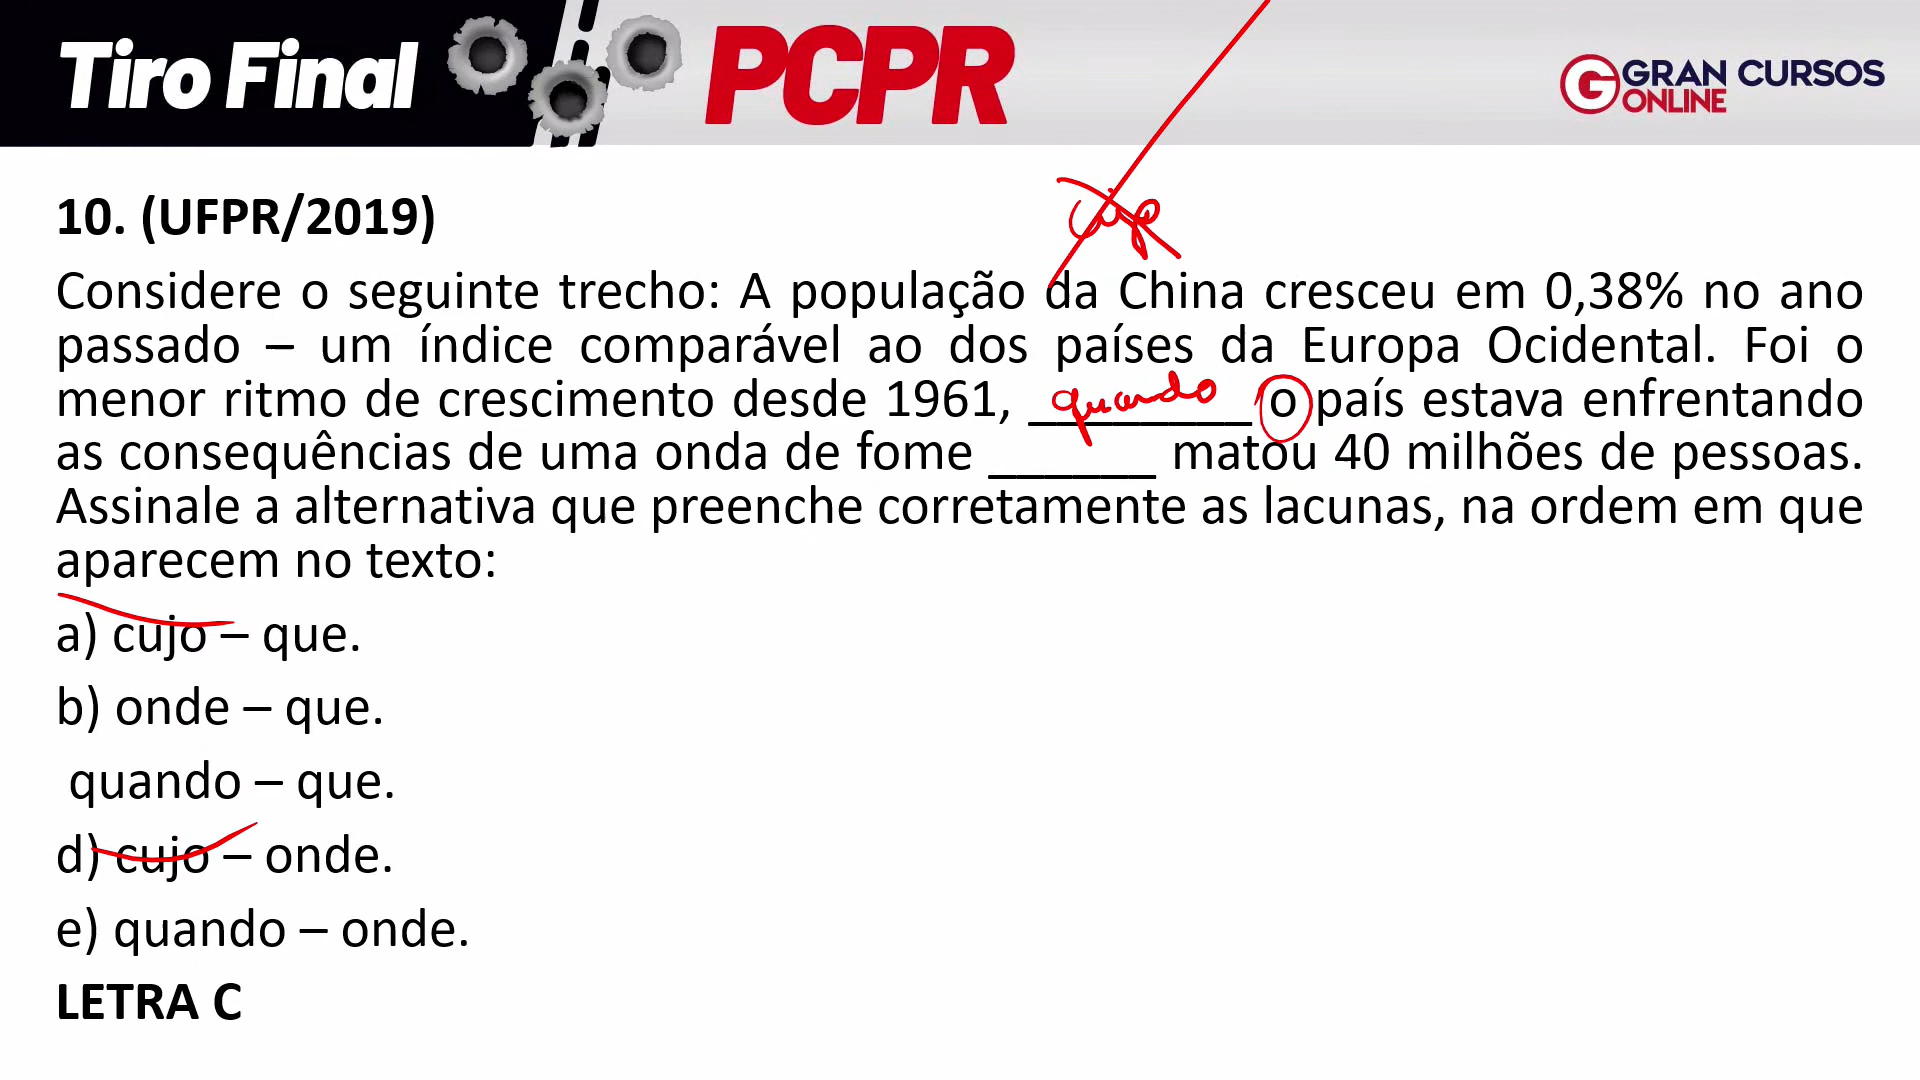 Tiro Final
PCPR
GRAN CURSOS
ONLINE
10. (UFPR/2019)
cujo
Considere o seguinte trecho: A população da China cresceu em 0,38% no ano
passado – um índice comparável ao dos países da Europa Ocidental. Foi o
menor ritmo de crescimento desde 1961, quando ________ o país estava enfrentando
as consequências de uma onda de fome ______ matou 40 milhões de pessoas.
Assinale a alternativa que preenche corretamente as lacunas, na ordem em que
aparecem no texto:
a) cujo – que.
b) onde – que.
quando – que.
d) cujo – onde.
e) quando – onde.
LETRA C